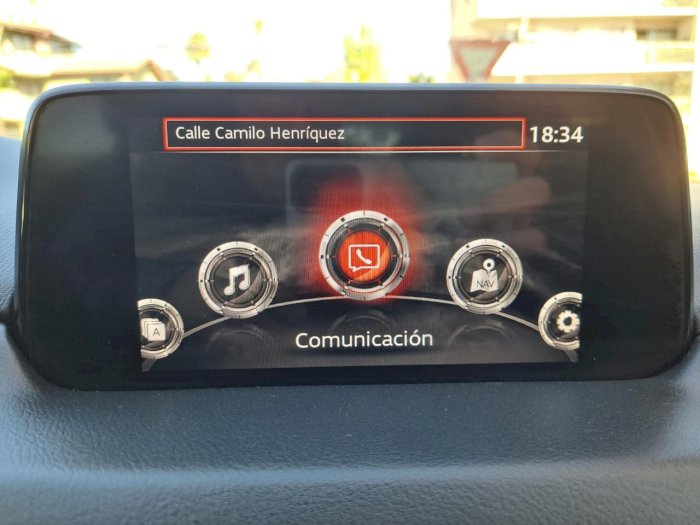 Calle Camilo Henríquez
18:34
NAV
A
Comunicación